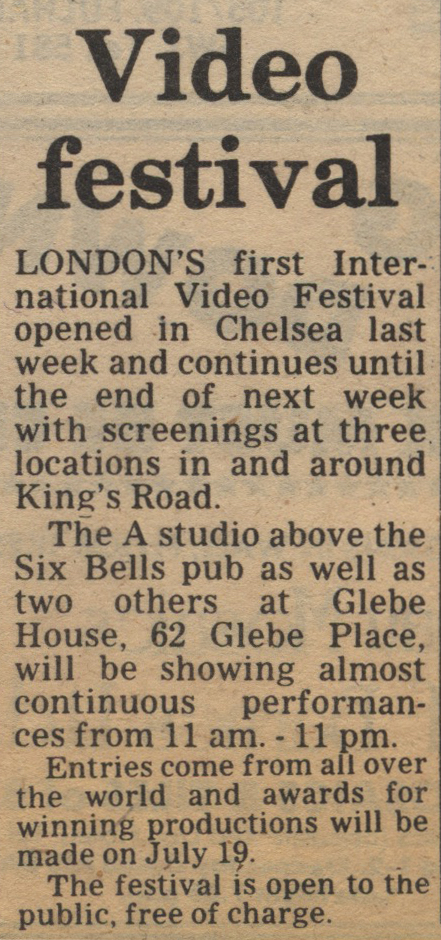 Video
festival
LONDON'S first Inter-
national Video Festival
opened in Chelsea last
week and continues until
the end of next week
with screenings at three
locations in and around
King's Road.
The A studio above the
Six Bells pub as well as
two others at Glebe
House, 62 Glebe Place,
will be showing almost
continuous performan-
ces from 11 am. - 11 pm.
Entries come from all over
the world and awards for
winning productions will be
made on July 19.
The festival is open to the
public, free of charge.